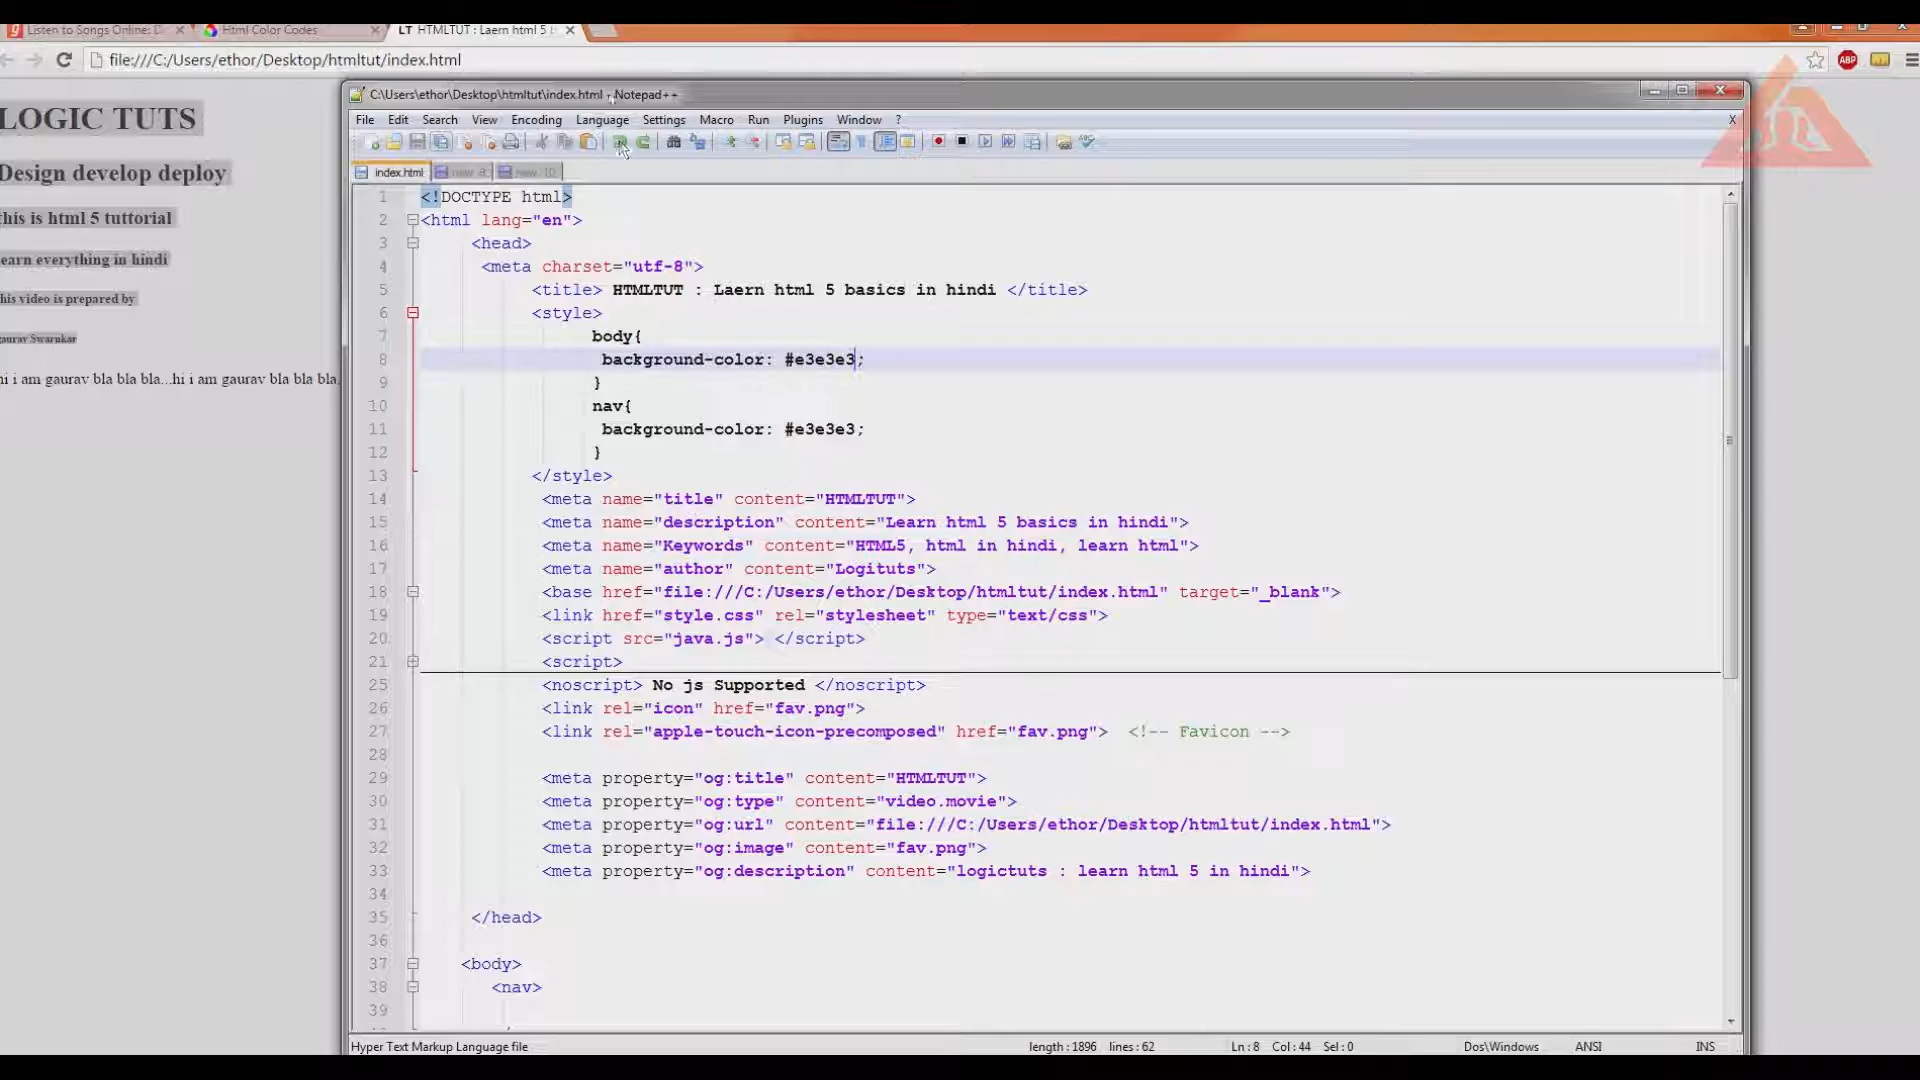 Listen to Songs Online: D
Html Color Codes
LT HTMLTUT : Laern html 5 b
file:///C:/Users/ethor/Desktop/htmltut/index.html
ABP
LOGIC TUTS
Design develop deploy
this is html 5 tuttorial
earn everything in hindi
his video is prepared by
gaurav Swarnkar
hi i am gaurav bla bla bla...hi i am gaurav bla bla bla.
C:\Users\ethor\Desktop\htmltut\index.html - Notepad++
File Edit Search View Encoding Language Settings Macro Run Plugins Window ? X
index.html new 8 new 10
1 <!DOCTYPE html>
2 <html lang="en">
3 <head>
4 <meta charset="utf-8">
5 <title> HTMLTUT : Laern html 5 basics in hindi </title>
6 <style>
7 body{
8 background-color: #e3e3e3;
9 }
10 nav{
11 background-color: #e3e3e3;
12 }
13 </style>
14 <meta name="title" content="HTMLTUT">
15 <meta name="description" content="Learn html 5 basics in hindi">
16 <meta name="Keywords" content="HTML5, html in hindi, learn html">
17 <meta name="author" content="Logituts">
18 <base href="file:///C:/Users/ethor/Desktop/htmltut/index.html" target="_blank">
19 <link href="style.css" rel="stylesheet" type="text/css">
20 <script src="java.js"> </script>
21 <script>
25 <noscript> No js Supported </noscript>
26 <link rel="icon" href="fav.png">
27 <link rel="apple-touch-icon-precomposed" href="fav.png"> <!-- Favicon -->
28
29 <meta property="og:title" content="HTMLTUT">
30 <meta property="og:type" content="video.movie">
31 <meta property="og:url" content="file:///C:/Users/ethor/Desktop/htmltut/index.html">
32 <meta property="og:image" content="fav.png">
33 <meta property="og:description" content="logictuts : learn html 5 in hindi">
34
35 </head>
36
37 <body>
38 <nav>
39
Hyper Text Markup Language file length : 1896 lines : 62 Ln : 8 Col : 44 Sel : 0 Dos\Windows ANSI INS